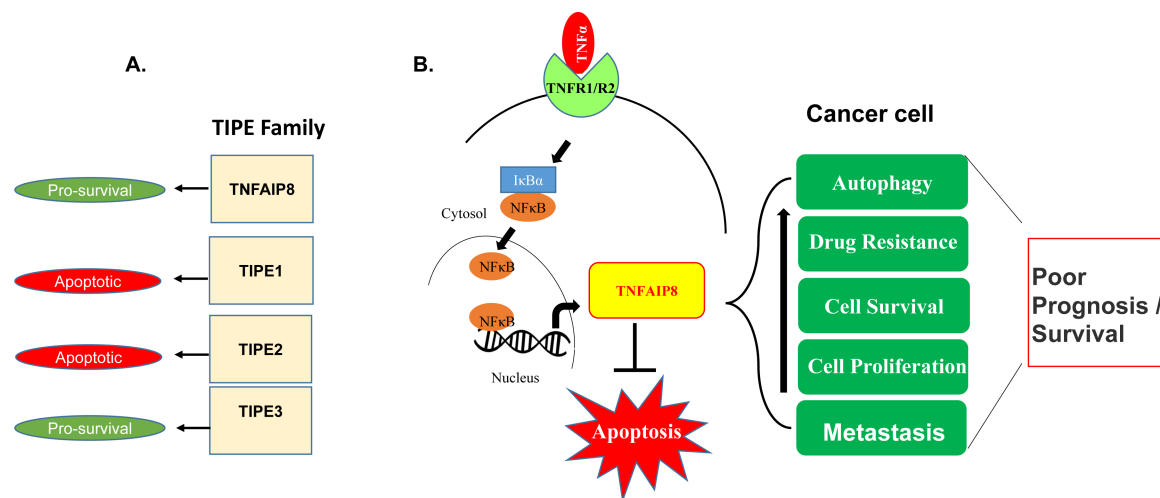 A.
TIPE Family
TNFAIP8
Pro-survival
TIPE1
Apoptotic
TIPE2
Apoptotic
TIPE3
Pro-survival
B.
TNFα
TNFR1/R2
IκBα
NFκB
Cytosol
NFκB
NFκB
Nucleus
TNFAIP8
Apoptosis
Cancer cell
Autophagy
Drug Resistance
Cell Survival
Cell Proliferation
Metastasis
Poor
Prognosis /
Survival